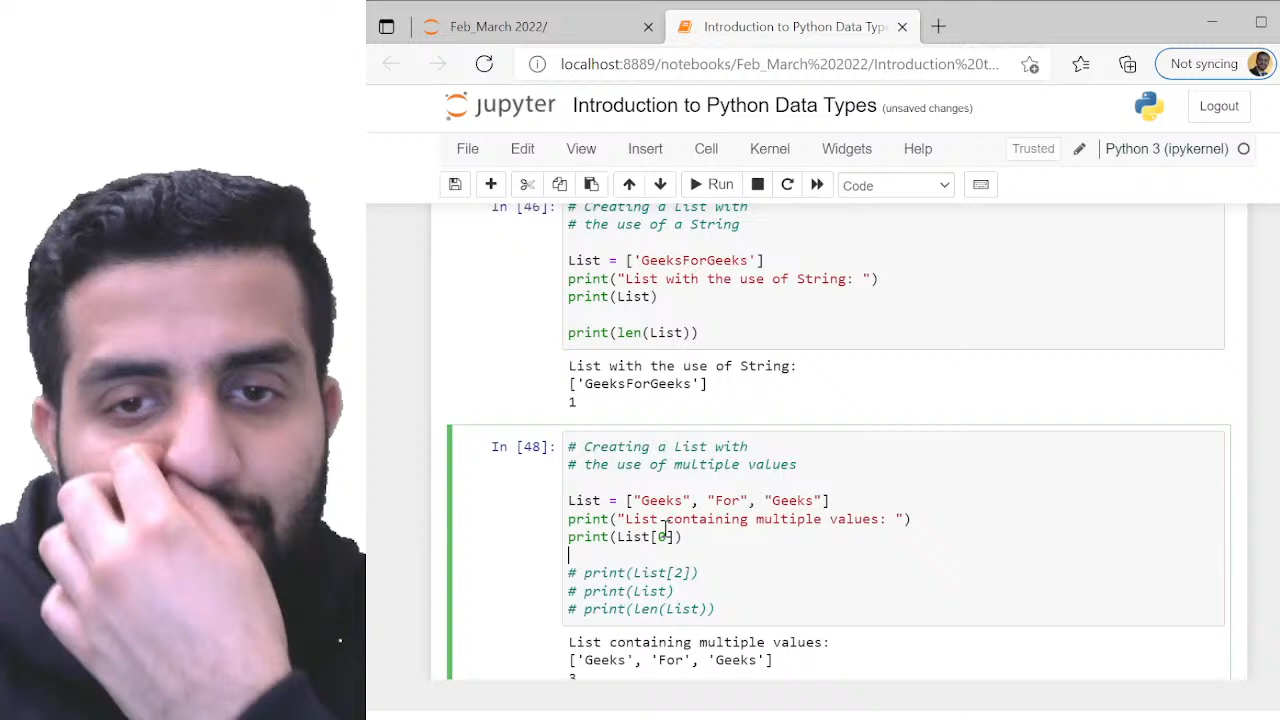 Feb_March 2022/
Introduction to Python Data Type
localhost:8889/notebooks/Feb_March%202022/Introduction%20t...
Not syncing
jupyter Introduction to Python Data Types (unsaved changes)
Logout
File Edit View Insert Cell Kernel Widgets Help
Trusted
Python 3 (ipykernel)
Run
Code
In [46]:
# Creating a List with
# the use of a String
List = ['GeeksForGeeks']
print("List with the use of String: ")
print(List)
print(len(List))
List with the use of String:
['GeeksForGeeks']
1
In [48]:
# Creating a List with
# the use of multiple values
List = ["Geeks", "For", "Geeks"]
print("List containing multiple values: ")
print(List[0])
# print(List[2])
# print(List)
# print(len(List))
List containing multiple values:
['Geeks', 'For', 'Geeks']
3